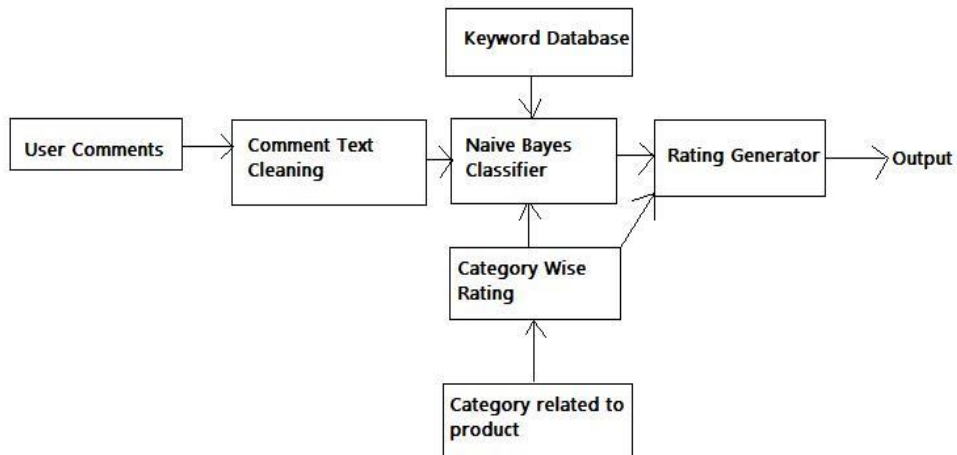 Keyword Database
User Comments
Comment Text
Cleaning
Naive Bayes
Classifier
Rating Generator
Output
Category Wise
Rating
Category related to
product